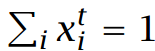 ∑ᵢ xᵢᵗ = 1